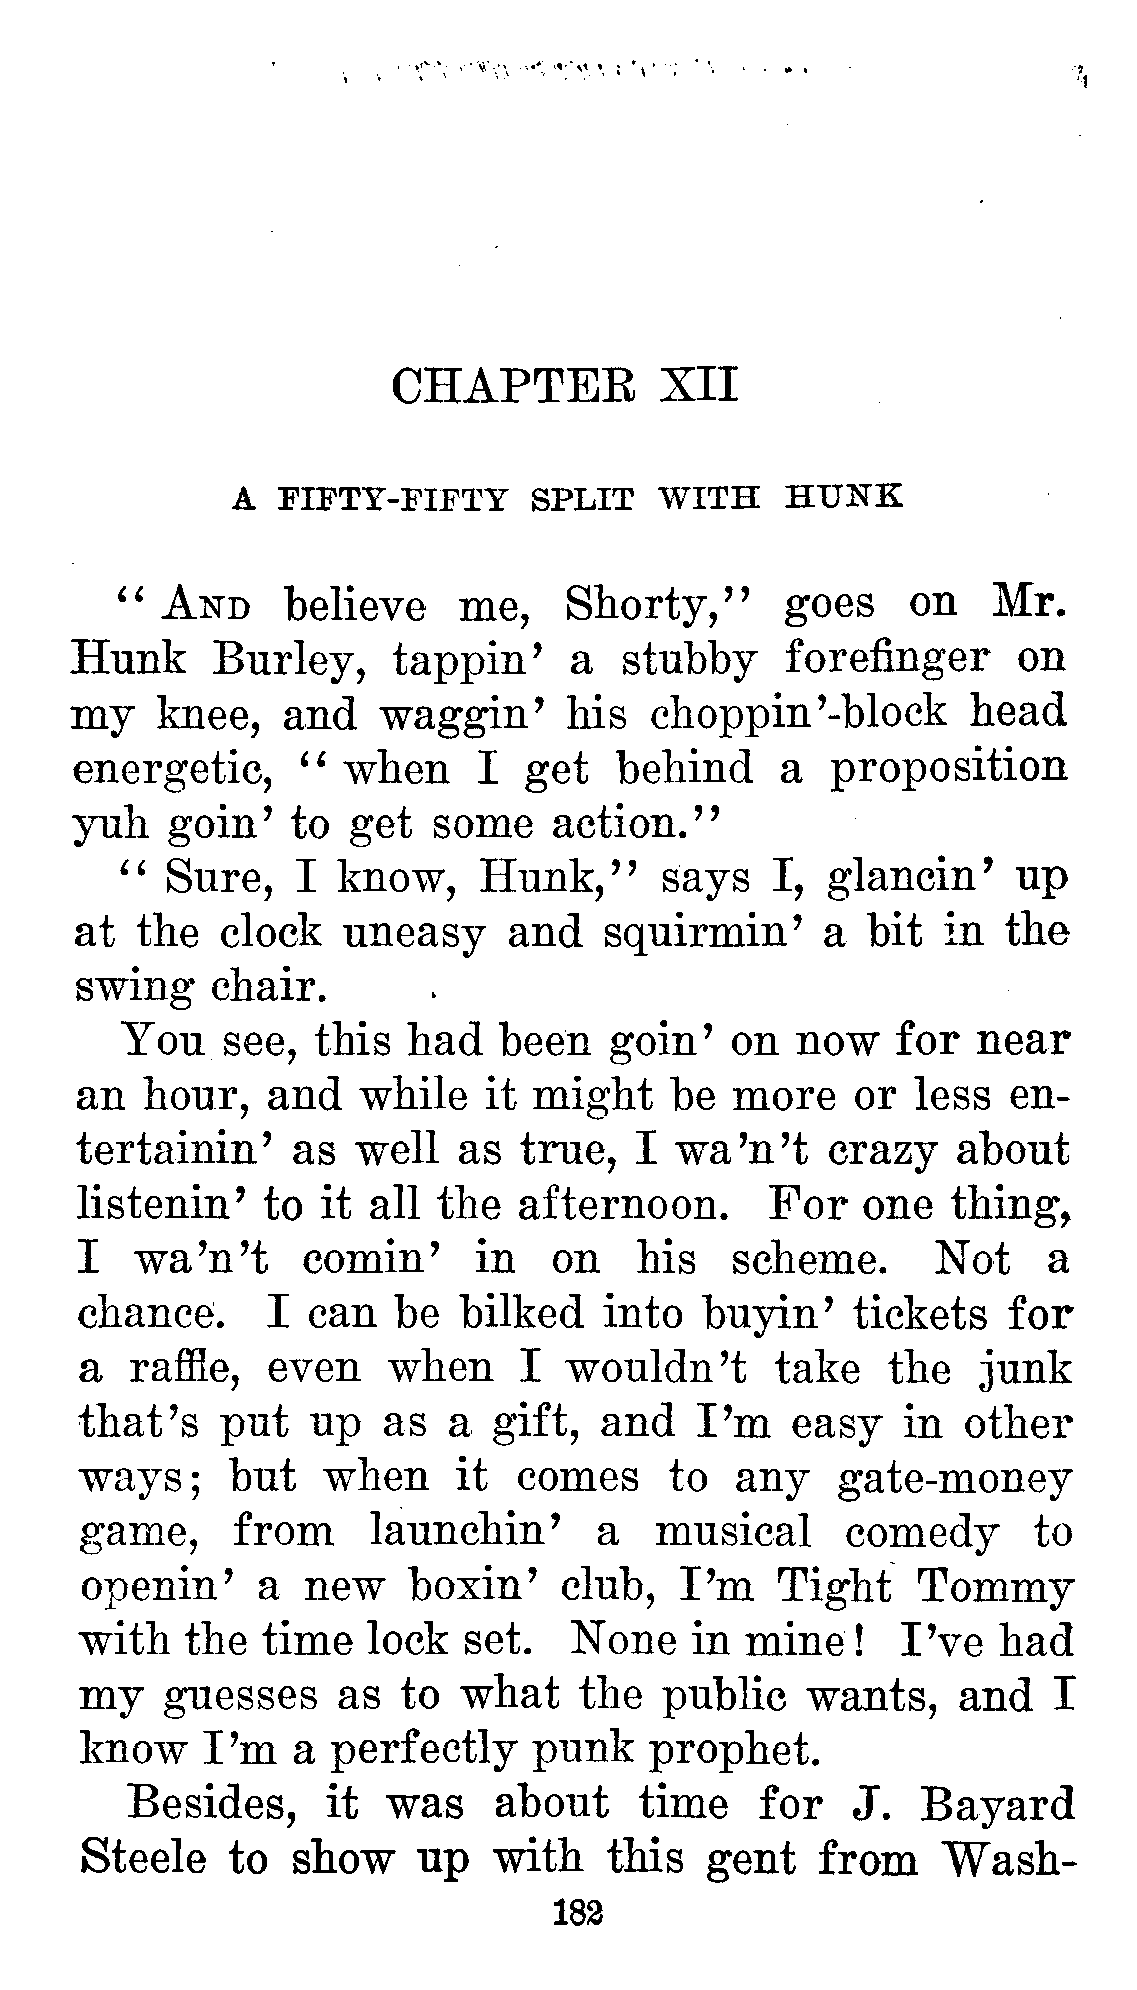 CHAPTER XII
A FIFTY-FIFTY SPLIT WITH HUNK
“ AND believe me, Shorty,” goes on Mr.
Hunk Burley, tappin’ a stubby forefinger on
my knee, and waggin’ his choppin’-block head
energetic, “ when I get behind a proposition
yuh goin’ to get some action.”
“ Sure, I know, Hunk,” says I, glancin’ up
at the clock uneasy and squirmin’ a bit in the
swing chair.
You see, this had been goin’ on now for near
an hour, and while it might be more or less en-
tertainin’ as well as true, I wa’n’t crazy about
listenin’ to it all the afternoon. For one thing,
I wa’n’t comin’ in on his scheme. Not a
chance. I can be bilked into buyin’ tickets for
a raffle, even when I wouldn’t take the junk
that’s put up as a gift, and I’m easy in other
ways; but when it comes to any gate-money
game, from launchin’ a musical comedy to
openin’ a new boxin’ club, I’m Tight Tommy
with the time lock set. None in mine! I’ve had
my guesses as to what the public wants, and I
know I’m a perfectly punk prophet.
Besides, it was about time for J. Bayard
Steele to show up with this gent from Wash-
182